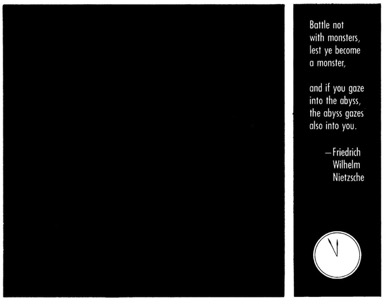 Battle not
with monsters,
lest ye become
a monster,
and if you gaze
into the abyss,
the abyss gazes
also into you.
—Friedrich
Wilhelm
Nietzsche